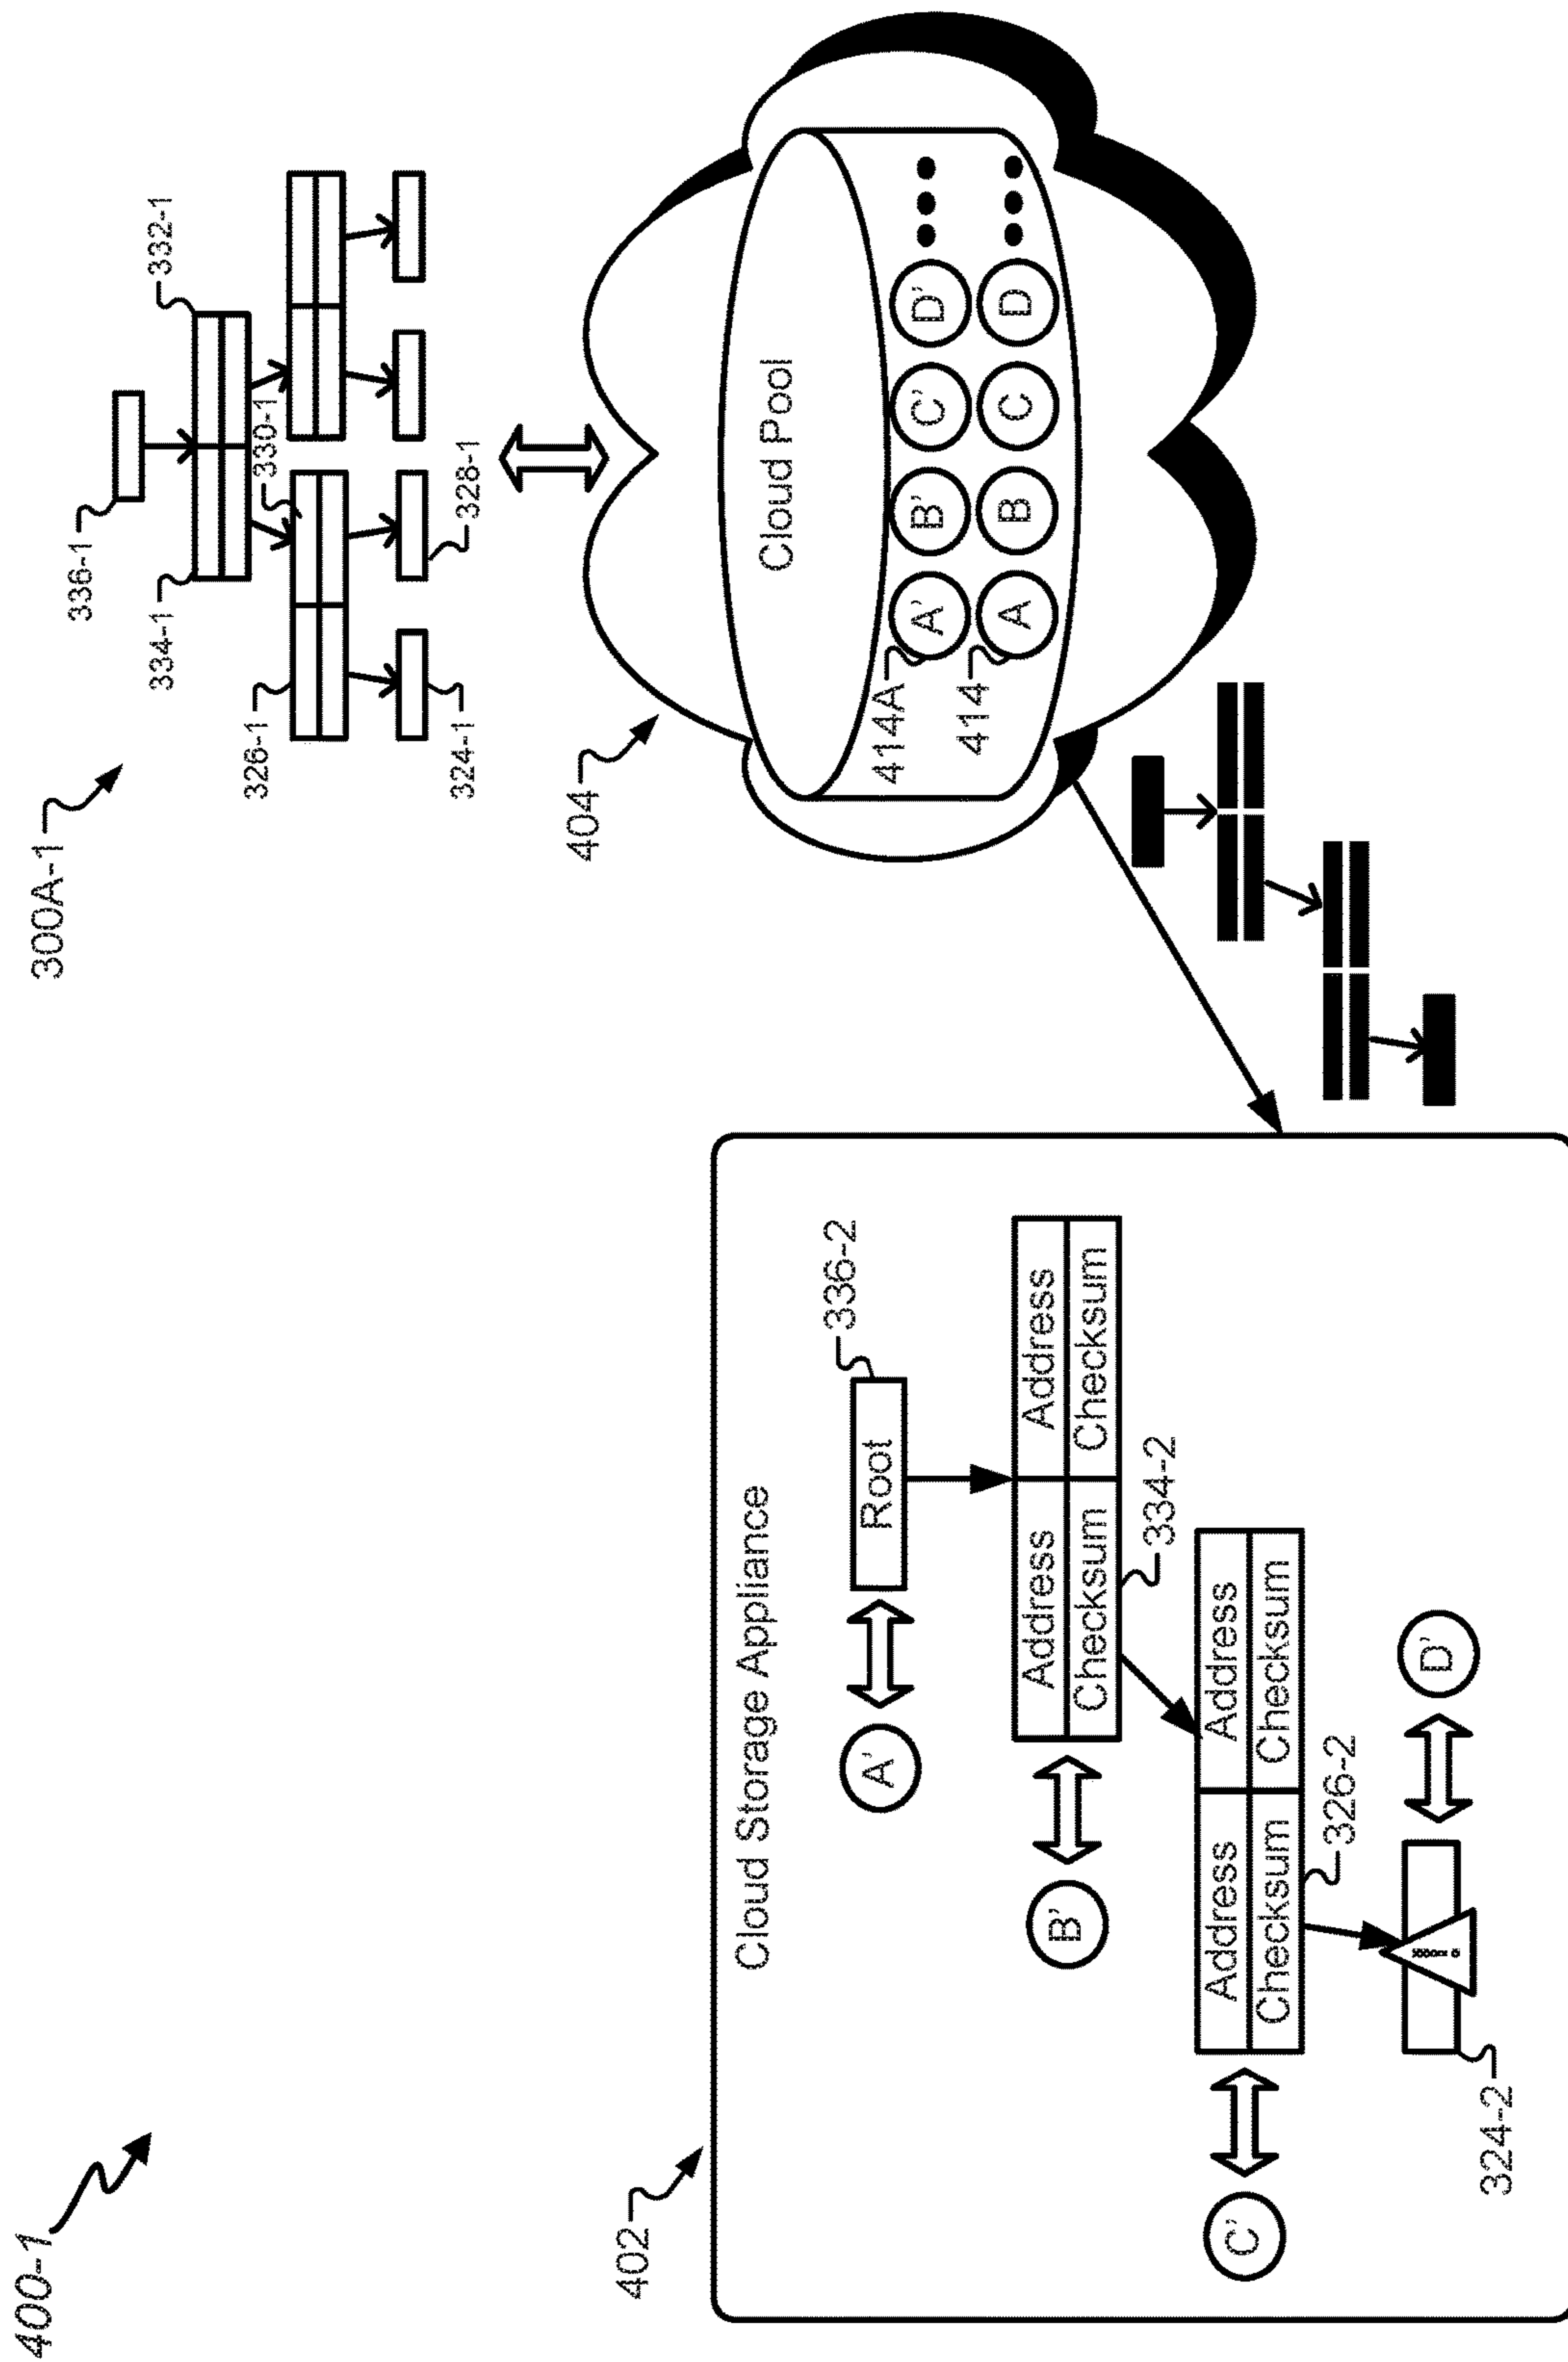 400-1
300A-1
336-1
334-1
332-1
326-1
330-1
324-1
328-1
402
Cloud Storage Appliance
404
Cloud Pool
A'
Root
336-2
414A
A' B' C' D'
414
A B C D
B'
Address Address
Checksum Checksum
334-2
C'
Address Address
Checksum Checksum
326-2
324-2
D'